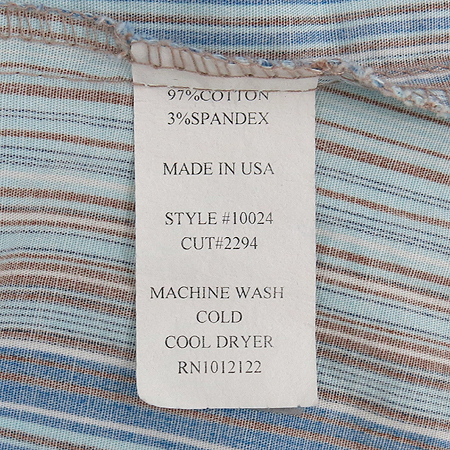 97%COTTON
3%SPANDEX
MADE IN USA
STYLE #10024
CUT#2294
MACHINE WASH
COLD
COOL DRYER
RN1012122